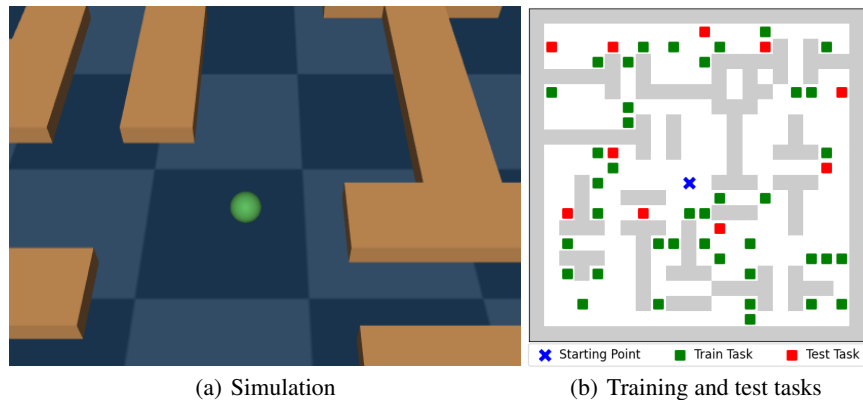 Starting Point Train Task Test Task
(a) Simulation (b) Training and test tasks